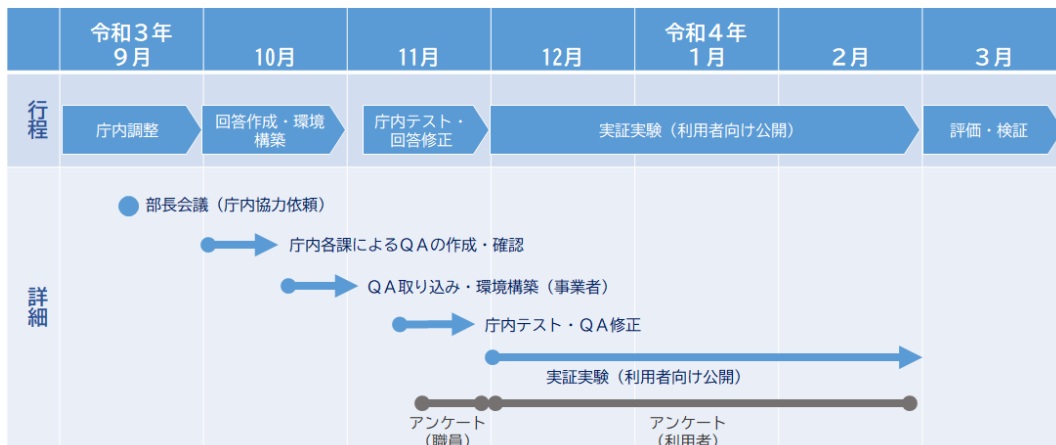 令和３年
９月
10月
11月
12月
令和４年
１月
２月
３月
行程
庁内調整
回答作成・環境
構築
庁内テスト・
回答修正
実証実験（利用者向け公開）
評価・検証
詳細
部長会議（庁内協力依頼）
庁内各課によるＱＡの作成・確認
ＱＡ取り込み・環境構築（事業者）
庁内テスト・ＱＡ修正
実証実験（利用者向け公開）
アンケート
（職員）
アンケート
（利用者）